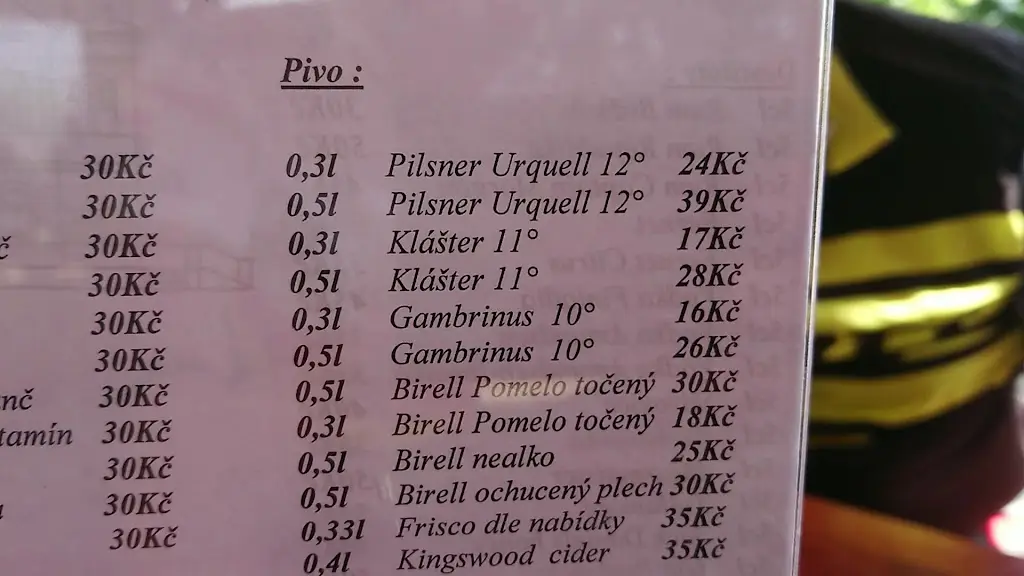 Pivo :
30Kč 0,3l Pilsner Urquell 12° 24Kč
30Kč 0,5l Pilsner Urquell 12° 39Kč
č 30Kč 0,3l Klášter 11° 17Kč
30Kč 0,5l Klášter 11° 28Kč
30Kč 0,3l Gambrinus 10° 16Kč
30Kč 0,5l Gambrinus 10° 26Kč
nč 30Kč 0,5l Birell Pomelo točený 30Kč
tamín 30Kč 0,3l Birell Pomelo točený 18Kč
30Kč 0,5l Birell nealko 25Kč
30Kč 0,5l Birell ochucený plech 30Kč
30Kč 0,33l Frisco dle nabídky 35Kč
0,4l Kingswood cider 35Kč